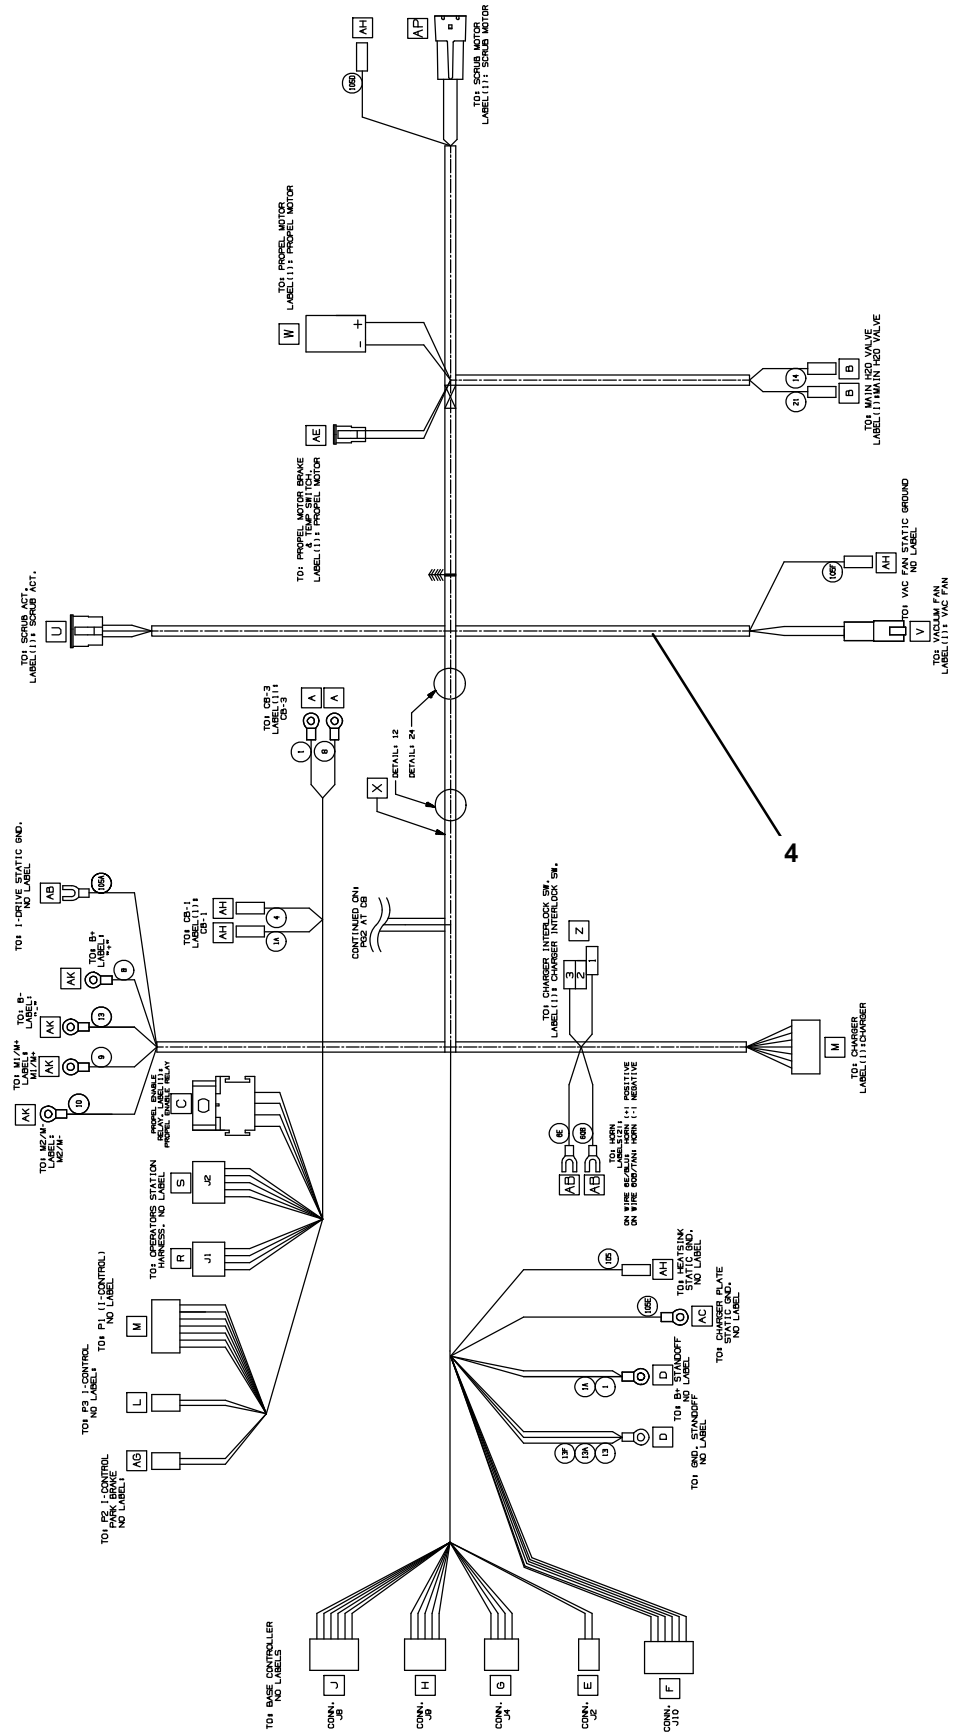 AH
105D
AP
TO: SCRUB MOTOR
LABEL(1): SCRUB MOTOR
TO: PROPEL MOTOR
LABEL(1): PROPEL MOTOR
W
- +
AE
TO: PROPEL MOTOR BRAKE
& TEMP SWITCH.
LABEL(1): PROPEL MOTOR
14
21
B
B
TO: MAIN H2O VALVE
LABEL(1):MAIN H2O VALVE
TO: SCRUB ACT.
LABEL(1): SCRUB ACT.
U
105F
AH
TO: VAC FAN STATIC GROUND
NO LABEL
V
TO: VACUUM FAN
LABEL(1): VAC FAN
4
TO: CB-3
LABEL(1):
CB-3
A
A
1
8
X
DETAIL: 12
DETAIL: 24
TO: CB-1
LABEL(1):
CB-1
AH
AH
4
1A
CONTINUED ON:
PG2 AT CB
TO: I-DRIVE STATIC GND.
NO LABEL
AB
105A
TO: B+
LABEL:
"+"
AK
8
TO: B-
LABEL:
"-"
AK
13
TO: M1/M+
LABEL:
M1/M+
AK
9
TO: M2/M-
LABEL:
M2/M-
AK
10
TO: CHARGER INTERLOCK SW.
LABEL(1): CHARGER INTERLOCK SW.
Z
3
2
1
M
TO: CHARGER
LABEL(1):CHARGER
6E
60B
AB
AB
TO: HORN
LABELS(2):
ON WIRE 6E/BLU: HORN (+) POSITIVE
ON WIRE 60B/TAN: HORN (-) NEGATIVE
PROPEL ENABLE
RELAY. LABEL(1):
PROPEL ENABLE RELAY
C
S
J2
R
J1
TO: OPERATORS STATION
HARNESS. NO LABEL
M
TO: P1 (I-CONTROL)
NO LABEL
L
TO: P3 I-CONTROL
NO LABEL:
AG
TO: P2 I-CONTROL
PARK BRAKE
NO LABEL:
105
AH
TO: HEATSINK
STATIC GND.
NO LABEL
105E
AC
TO: CHARGER PLATE
STATIC GND.
NO LABEL
1A
1
D
TO: B+ STANDOFF
NO LABEL
13F
13A
13
D
TO: GND. STANDOFF
NO LABEL
TO: BASE CONTROLLER
NO LABELS
J
CONN.
J8
H
CONN.
J9
G
CONN.
J4
E
CONN.
J2
F
CONN.
J10